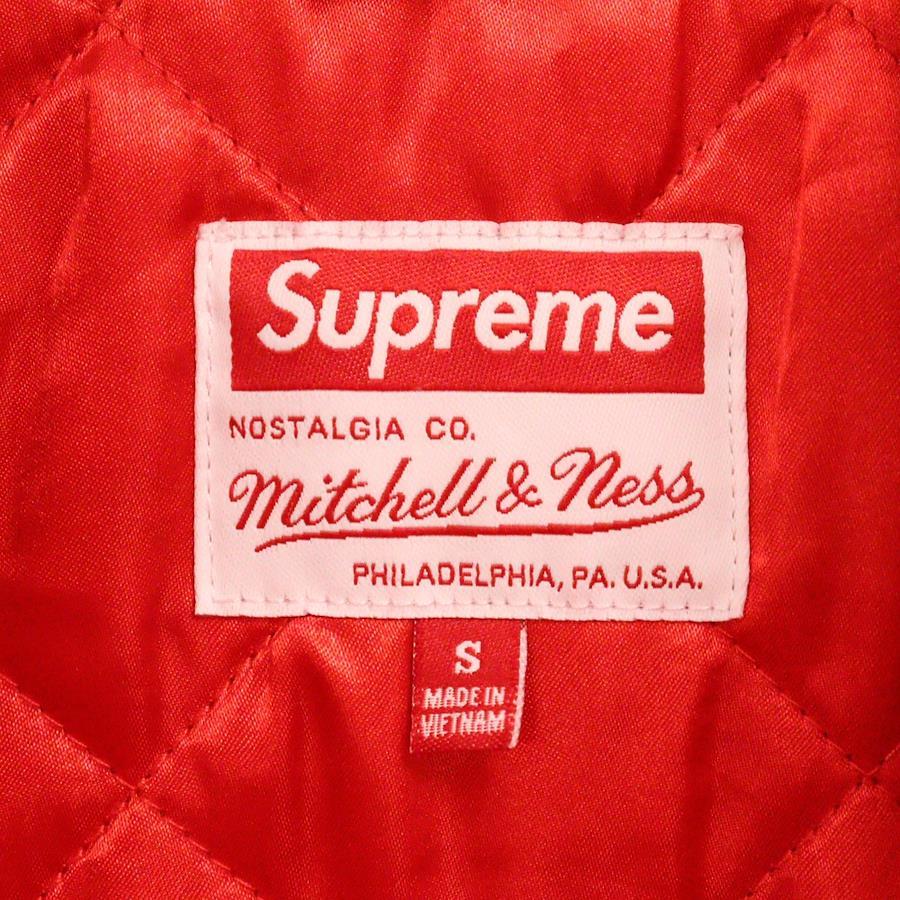 Supreme
NOSTALGIA CO.
Mitchell & Ness
PHILADELPHIA, PA. U.S.A.
S
MADE IN
VIETNAM